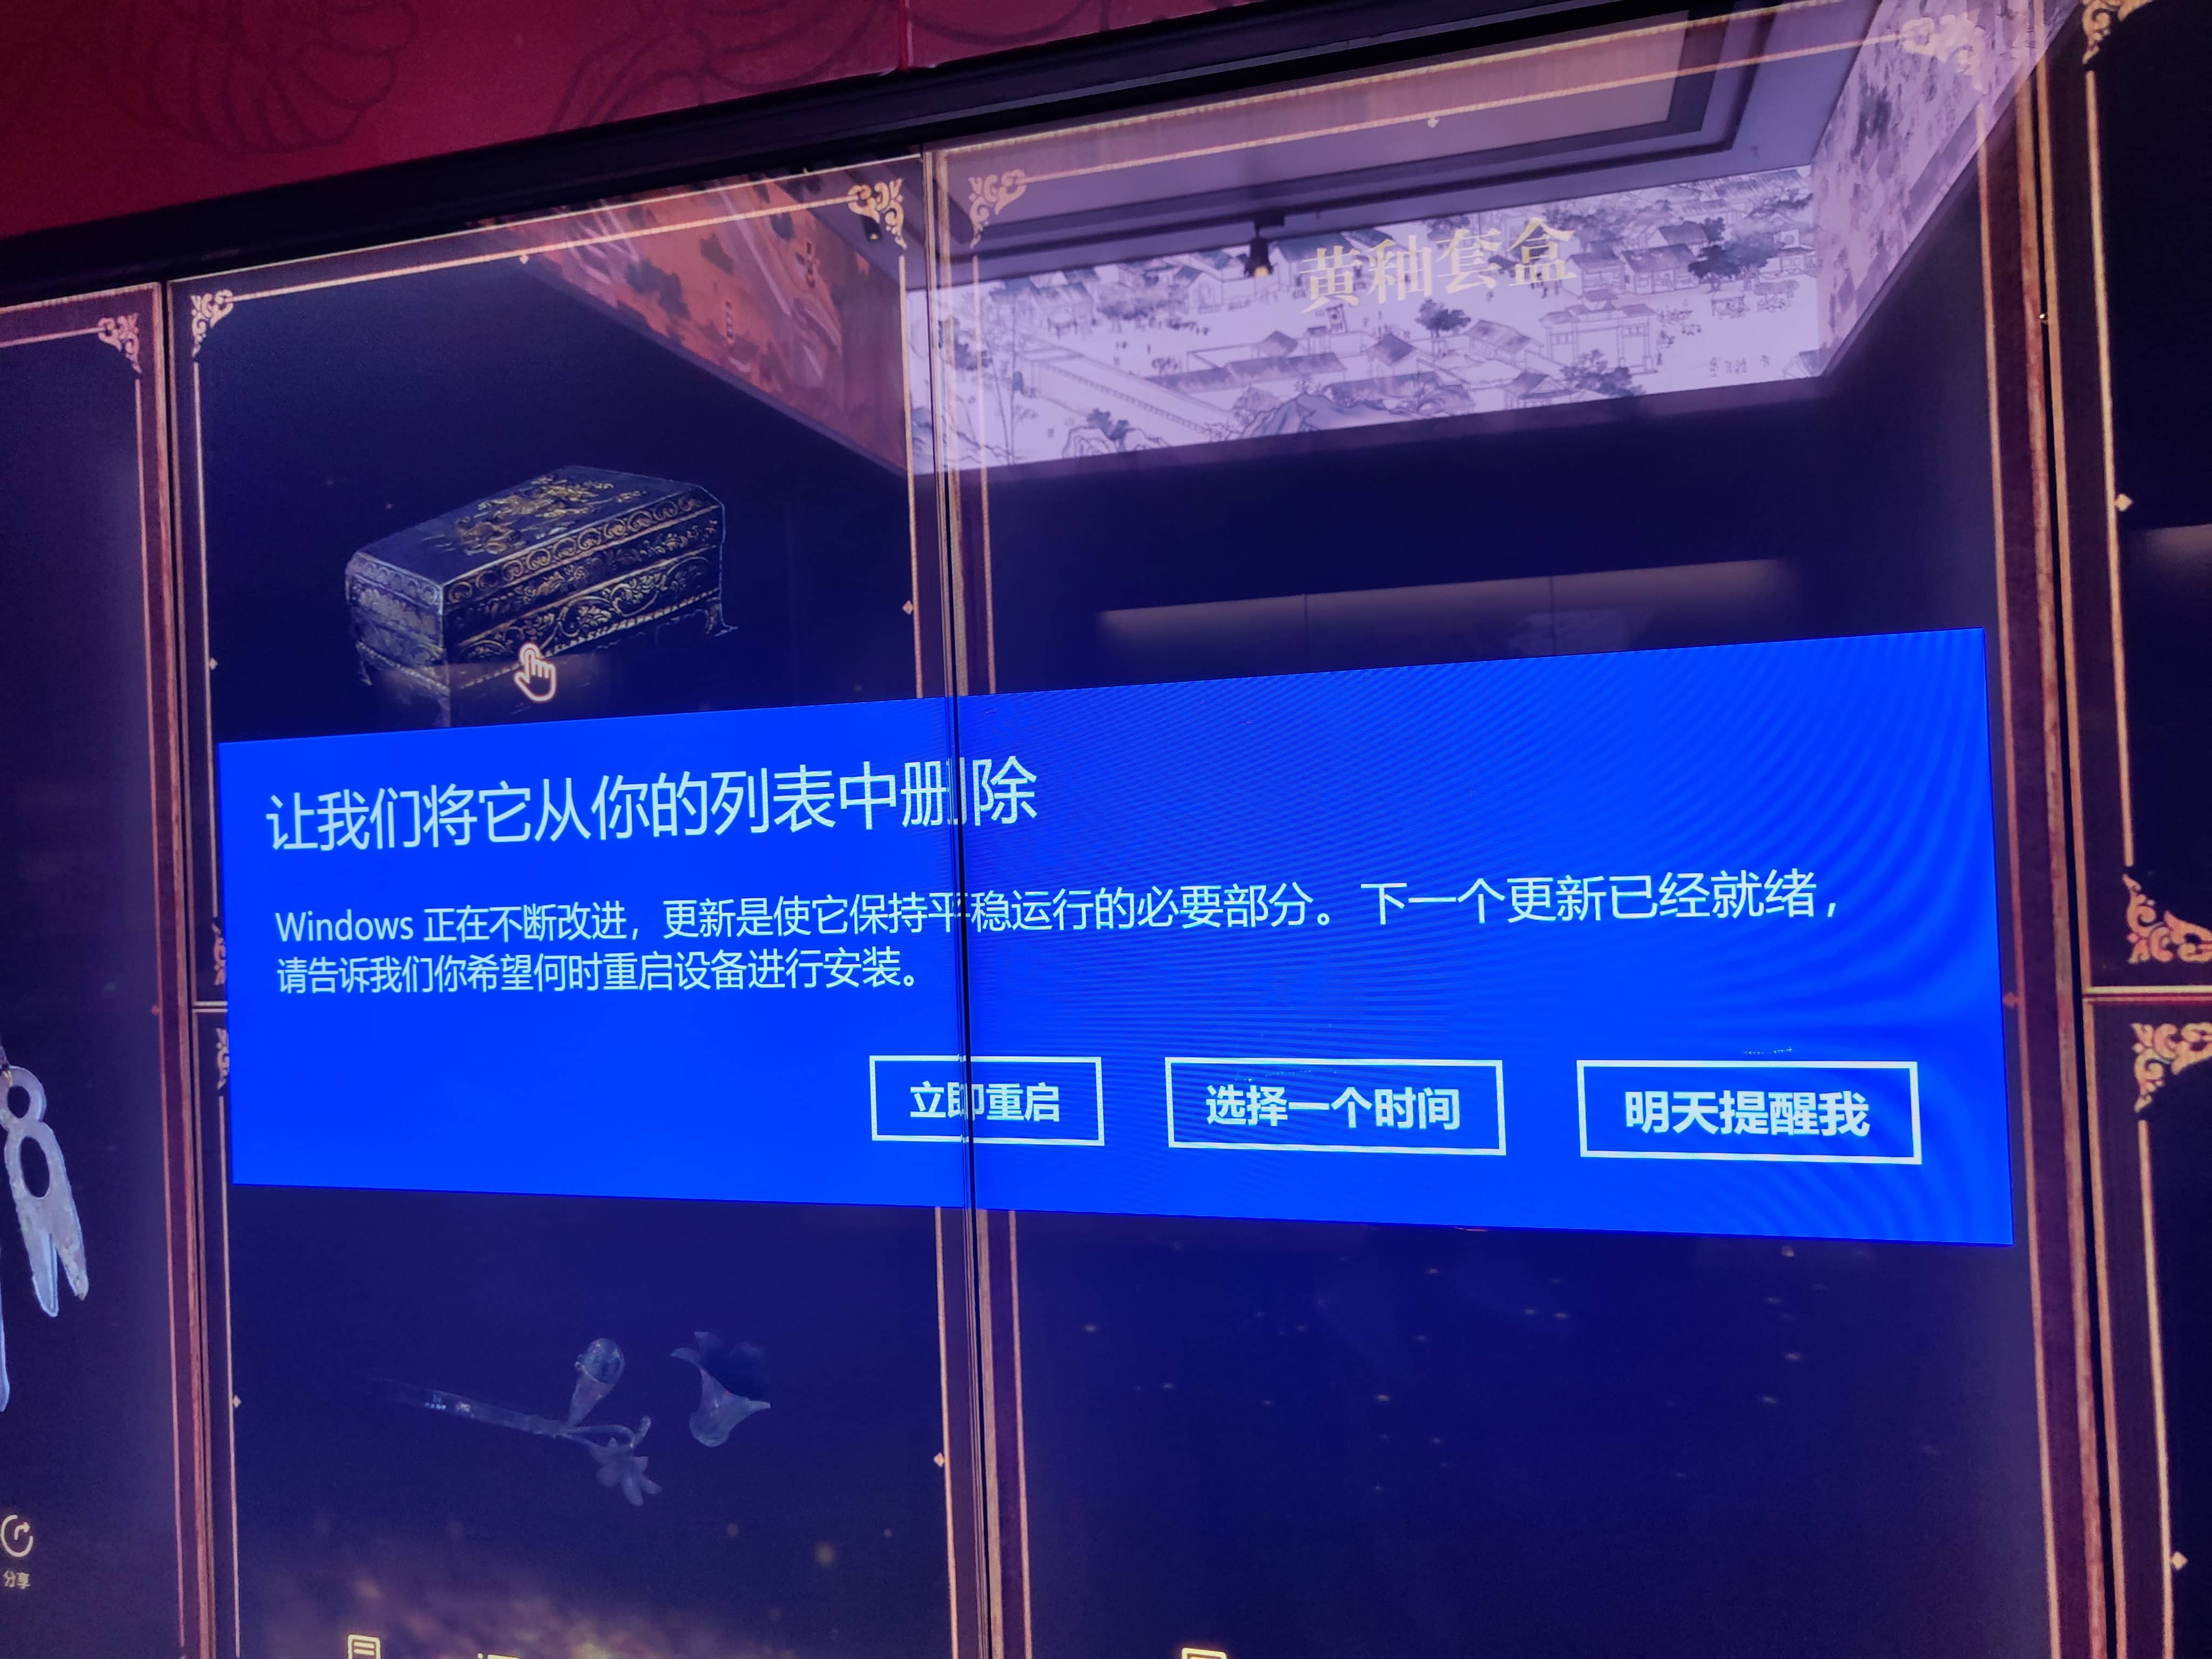 黄釉套盒
让我们将它从你的列表中删除
Windows 正在不断改进，更新是使它保持平稳运行的必要部分。下一个更新已经就绪，
请告诉我们你希望何时重启设备进行安装。
立即重启
选择一个时间
明天提醒我
分享